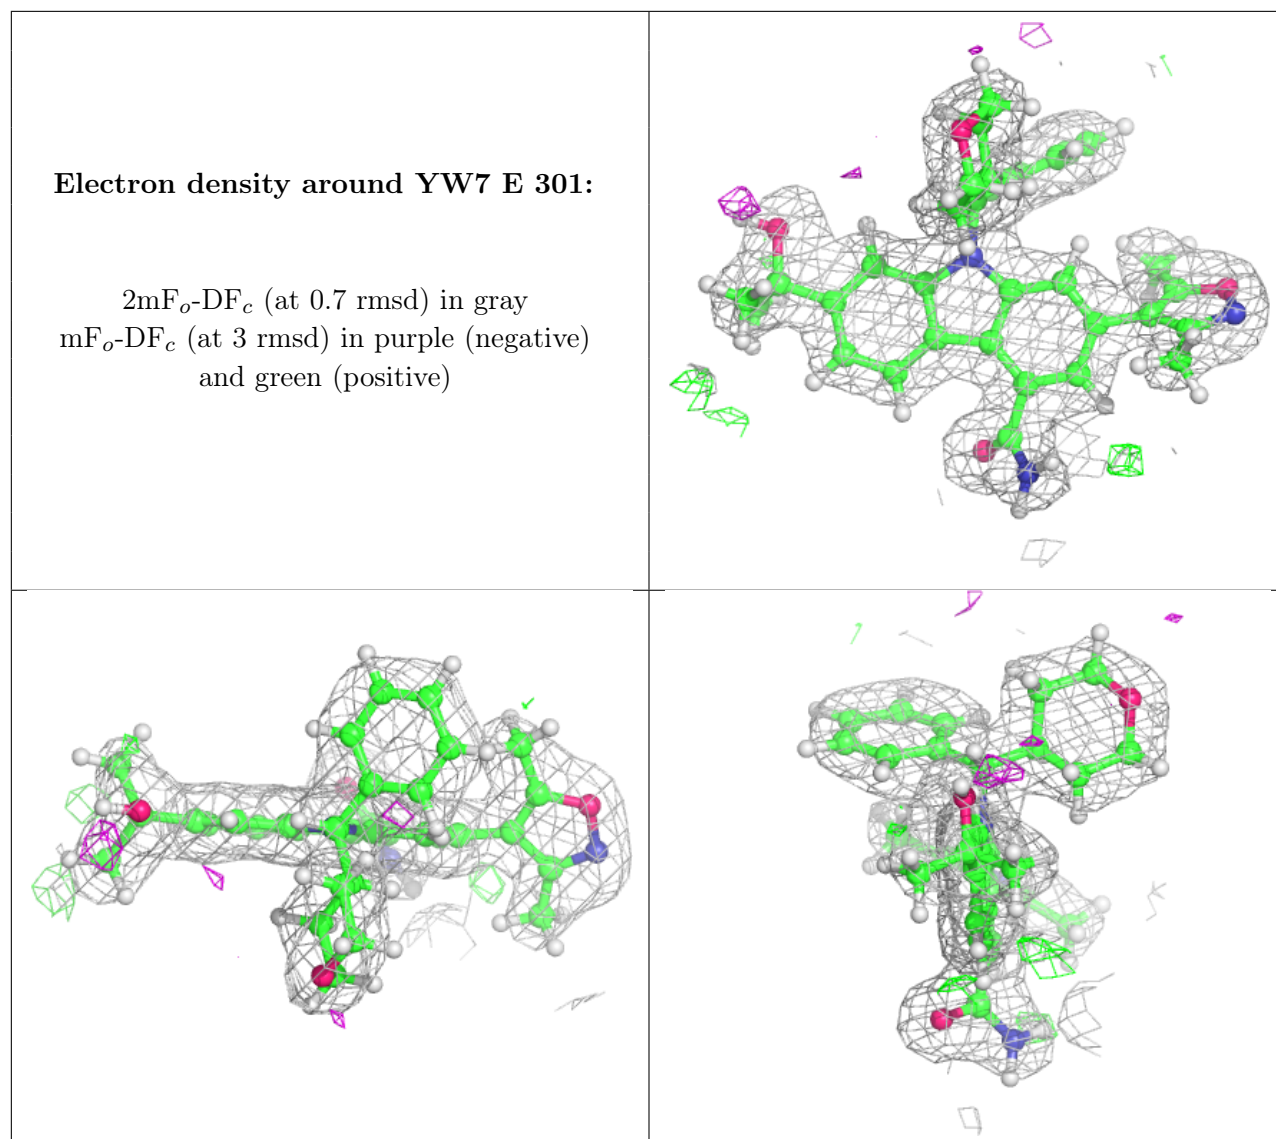 Electron density around YW7 E 301:
2mFo-DFc (at 0.7 rmsd) in gray
mFo-DFc (at 3 rmsd) in purple (negative)
and green (positive)